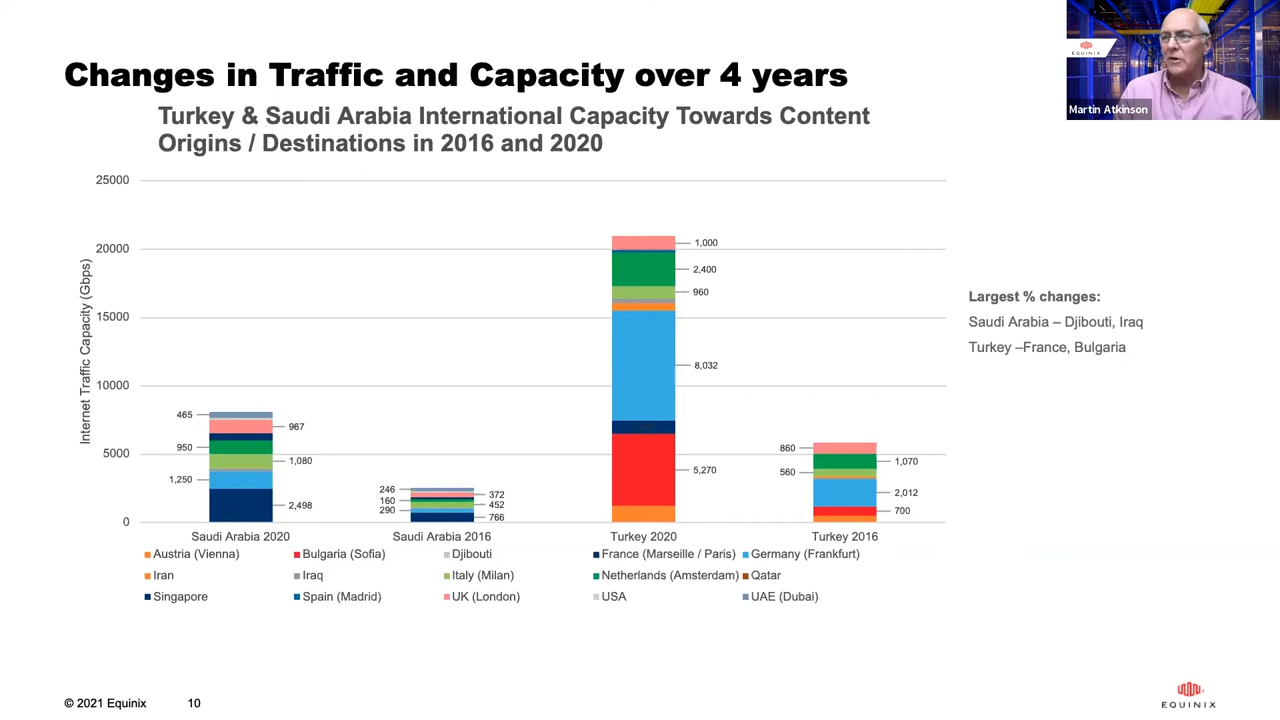 Changes in Traffic and Capacity over 4 years
EQUINIX
Martin Atkinson
Turkey & Saudi Arabia International Capacity Towards Content
Origins / Destinations in 2016 and 2020
Internet Traffic Capacity (Gbps)
25000
20000
15000
10000
5000
0
465
967
950
1,080
1,250
2,498
246
372
160
452
290
766
1,000
2,400
960
8,032
5,270
860
1,070
560
2,012
700
Saudi Arabia 2020
Saudi Arabia 2016
Turkey 2020
Turkey 2016
Austria (Vienna)
Bulgaria (Sofia)
Djibouti
France (Marseille / Paris)
Germany (Frankfurt)
Iran
Iraq
Italy (Milan)
Netherlands (Amsterdam)
Qatar
Singapore
Spain (Madrid)
UK (London)
USA
UAE (Dubai)
Largest % changes:
Saudi Arabia – Djibouti, Iraq
Turkey –France, Bulgaria
© 2021 Equinix
10
EQUINIX